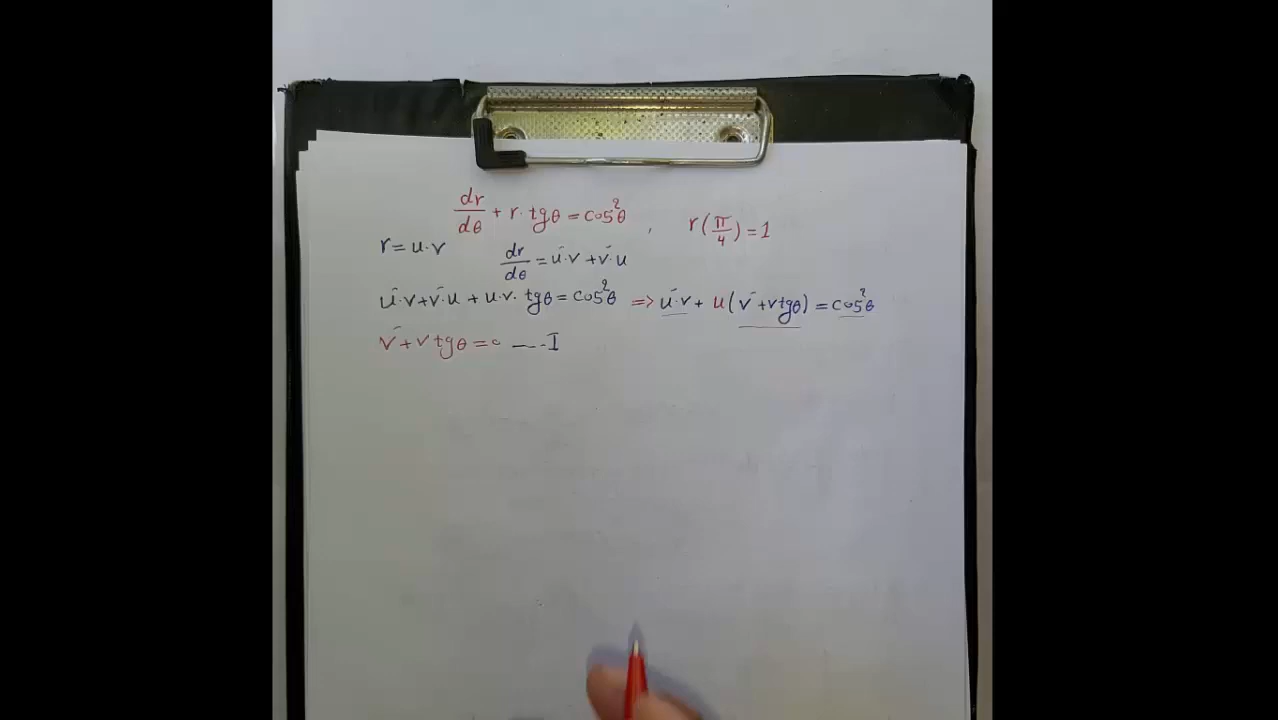 dr/dθ + r·tgθ = cos²θ , r(π/4) = 1
r = u·v dr/dθ = u̅·v + v̅·u
u̅·v + v̅·u + u·v·tgθ = cos²θ ⇒ u̅·v + u(v̅ + v tgθ) = cos²θ
v̅ + v tgθ = 0 —·I